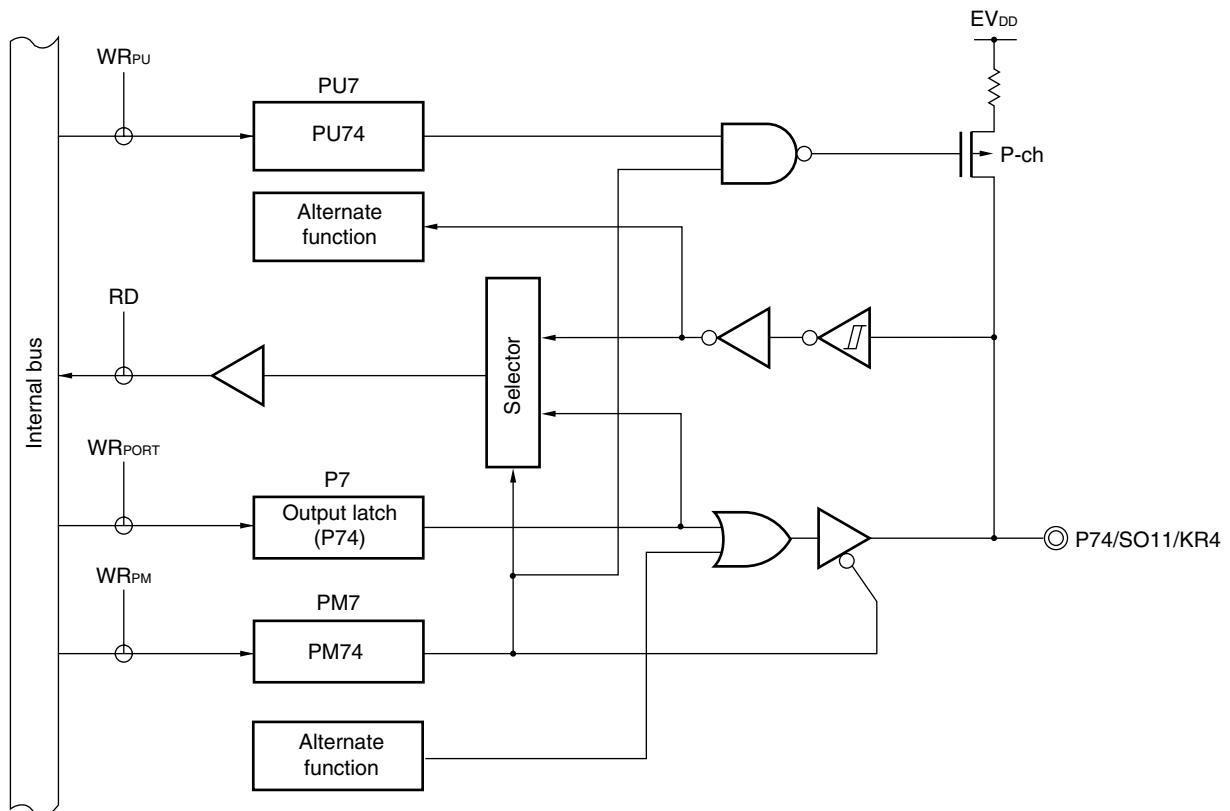 EVDD
WRPU
PU7
PU74
P-ch
Alternate
function
RD
Selector
Internal bus
WRPORT
P7
Output latch
(P74)
P74/SO11/KR4
WRPM
PM7
PM74
Alternate
function